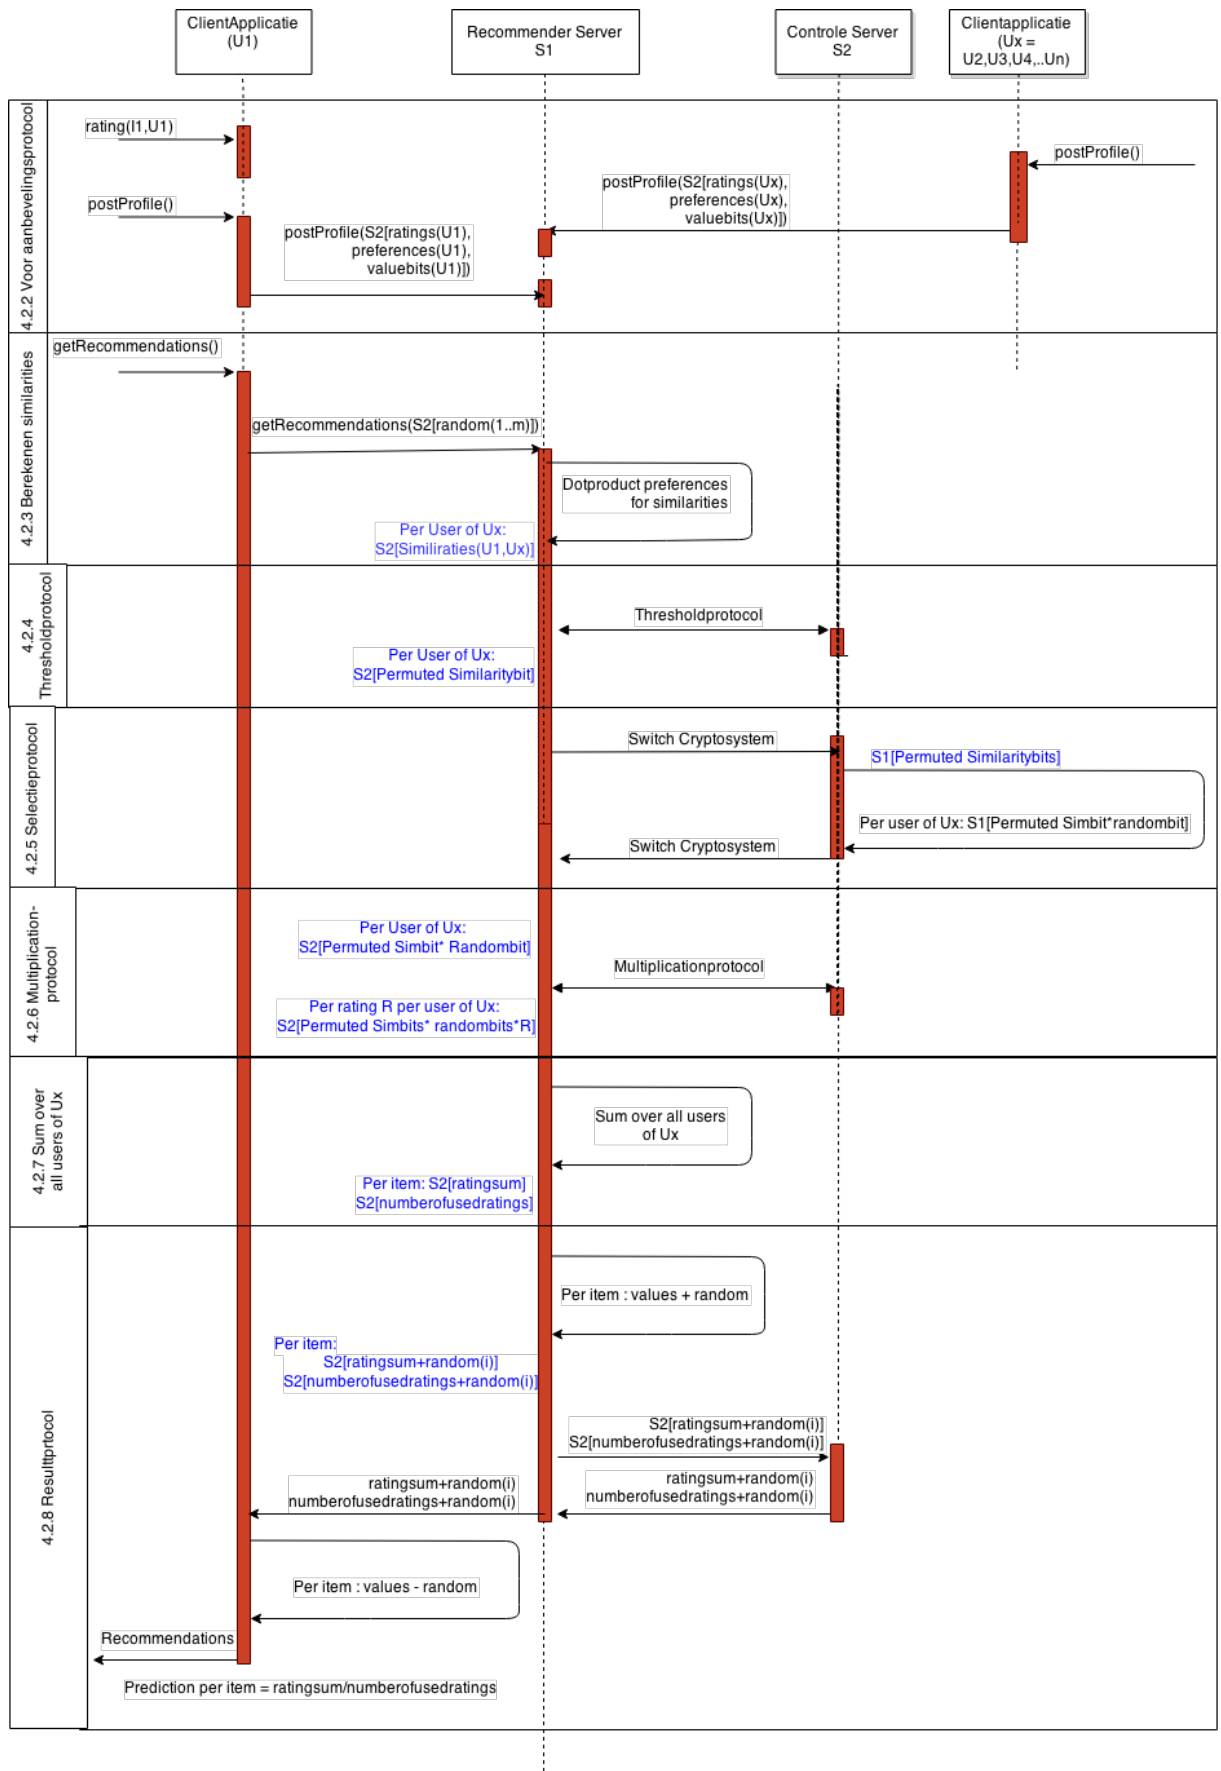 ClientApplicatie
(U1)
Recommender Server
S1
Controle Server
S2
Clientapplicatie
(Ux =
U2,U3,U4,..Un)
4.2.2 Voor aanbevelingsprotocol
rating(I1,U1)
postProfile()
postProfile()
postProfile(S2[ratings(Ux),
preferences(Ux),
valuebits(Ux)])
postProfile(S2[ratings(U1),
preferences(U1),
valuebits(U1)])
4.2.3 Berekenen similarities
getRecommendations()
getRecommendations(S2[random(1..m)])
Dotproduct preferences
for similarities
Per User of Ux:
S2[Similiraties(U1,Ux)]
4.2.4
Thresholdprotocol
Thresholdprotocol
Per User of Ux:
S2[Permuted Similaritybit]
4.2.5 Selectieprotocol
Switch Cryptosystem
S1[Permuted Similaritybits]
Per user of Ux: S1[Permuted Simbit*randombit]
Switch Cryptosystem
4.2.6 Multiplication-
protocol
Per User of Ux:
S2[Permuted Simbit* Randombit]
Multiplicationprotocol
Per rating R per user of Ux:
S2[Permuted Simbits* randombits*R]
4.2.7 Sum over
all users of Ux
Sum over all users
of Ux
Per item: S2[ratingsum]
S2[numberofusedratings]
4.2.8 Resulttprtocol
Per item : values + random
Per item:
S2[ratingsum+random(i)]
S2[numberofusedratings+random(i)]
S2[ratingsum+random(i)]
S2[numberofusedratings+random(i)]
ratingsum+random(i)
numberofusedratings+random(i)
ratingsum+random(i)
numberofusedratings+random(i)
Per item : values - random
Recommendations
Prediction per item = ratingsum/numberofusedratings